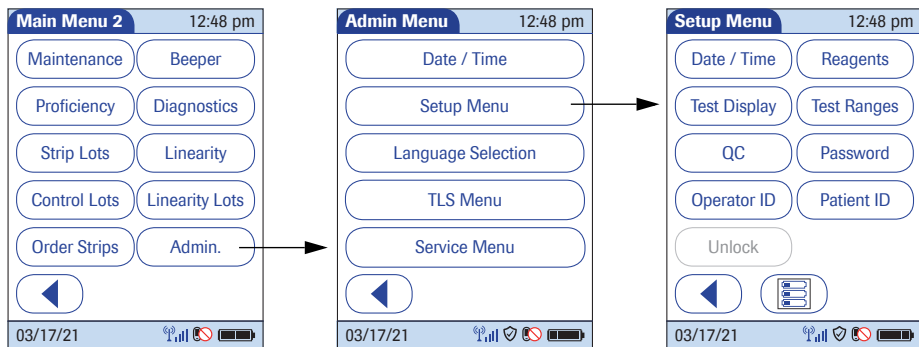 Main Menu 2 12:48 pm
Maintenance Beeper
Proficiency Diagnostics
Strip Lots Linearity
Control Lots Linearity Lots
Order Strips Admin.
03/17/21
Admin Menu 12:48 pm
Date / Time
Setup Menu
Language Selection
TLS Menu
Service Menu
03/17/21
Setup Menu 12:48 pm
Date / Time Reagents
Test Display Test Ranges
QC Password
Operator ID Patient ID
Unlock
03/17/21